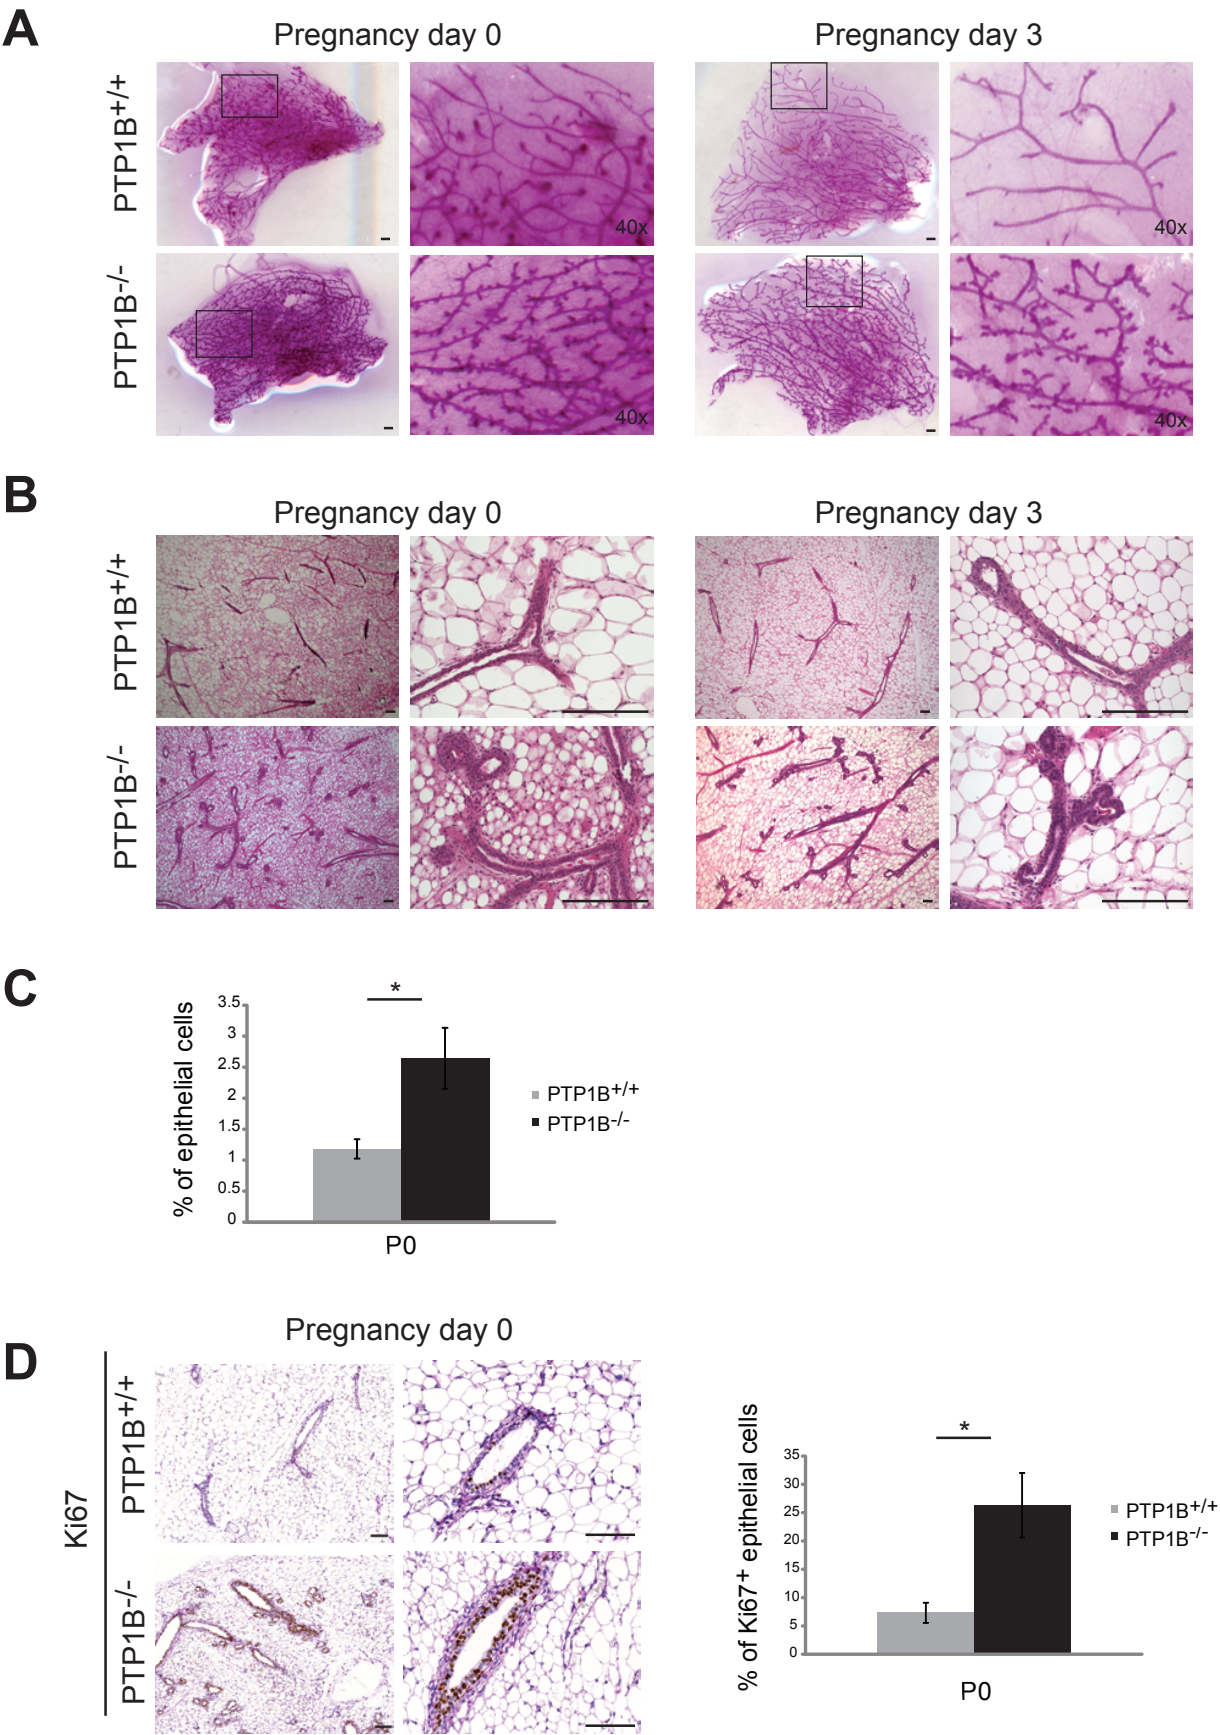 A
Pregnancy day 0
Pregnancy day 3
PTP1B+/+
40x
40x
PTP1B-/-
40x
40x
B
Pregnancy day 0
Pregnancy day 3
PTP1B+/+
PTP1B-/-
C
% of epithelial cells
3.5
3
2.5
2
1.5
1
0.5
0
*
P0
PTP1B+/+
PTP1B-/-
D
Pregnancy day 0
Ki67
PTP1B+/+
PTP1B-/-
% of Ki67+ epithelial cells
35
30
25
20
15
10
5
0
*
P0
PTP1B+/+
PTP1B-/-